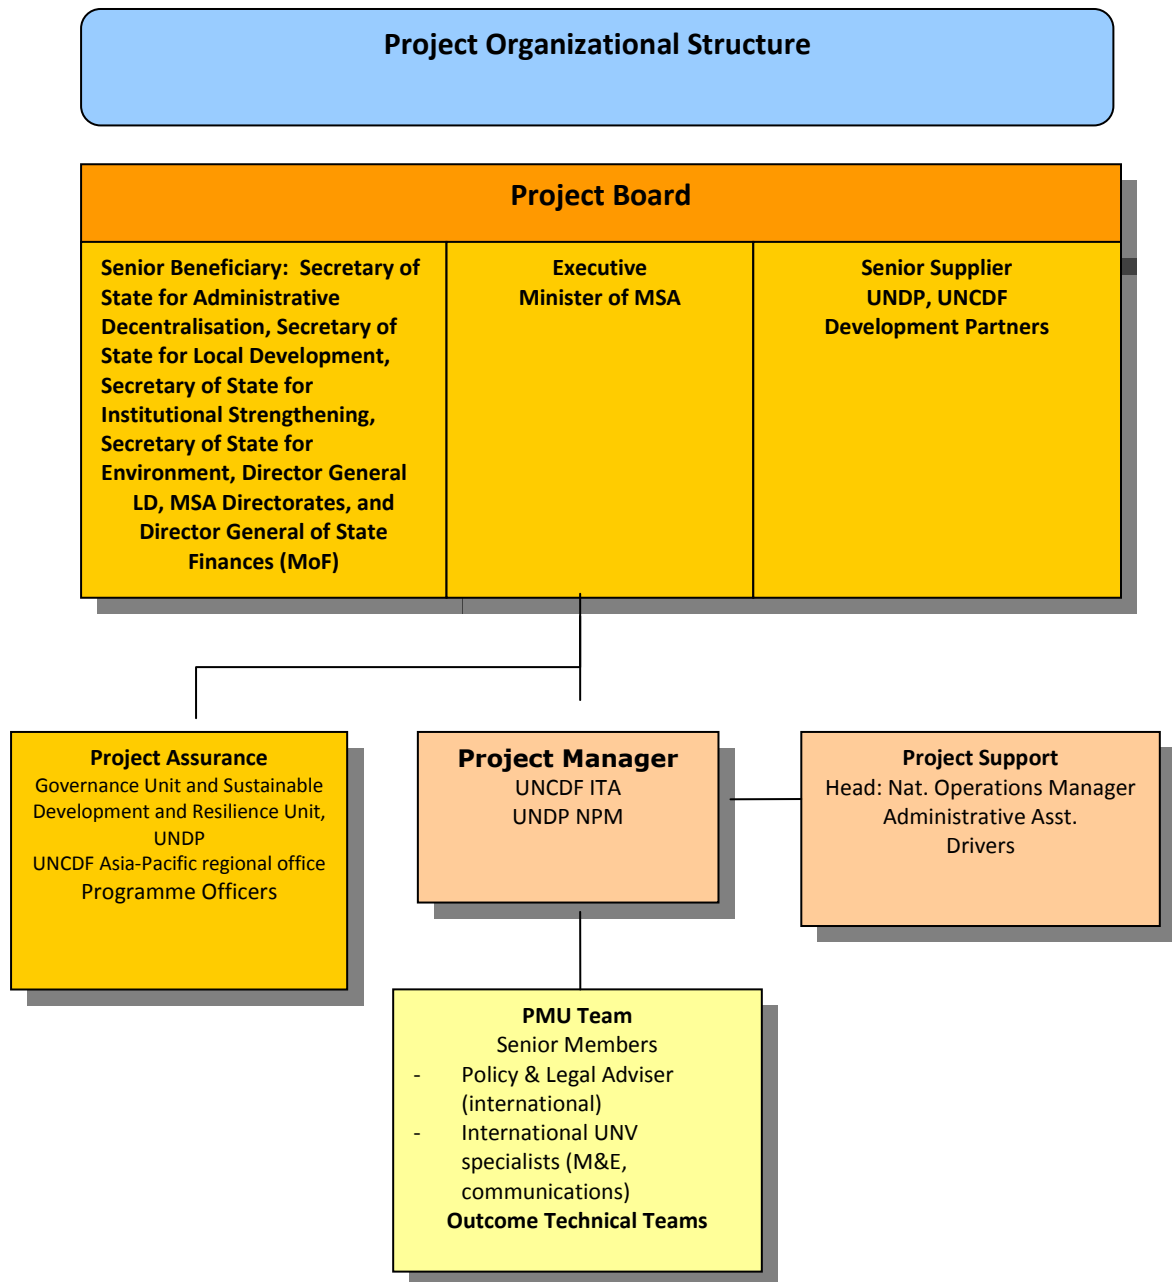 Project Organizational Structure
Project Board
Senior Beneficiary:  Secretary of
State for Administrative
Decentralisation, Secretary of
State for Local Development,
Secretary of State for
Institutional Strengthening,
Secretary of State for
Environment, Director General
LD, MSA Directorates, and
Director General of State
Finances (MoF)
Executive
Minister of MSA
Senior Supplier
UNDP, UNCDF
Development Partners
Project Assurance
Governance Unit and Sustainable
Development and Resilience Unit,
UNDP
UNCDF Asia-Pacific regional office
Programme Officers
Project Manager
UNCDF ITA
UNDP NPM
Project Support
Head: Nat. Operations Manager
Administrative Asst.
Drivers
PMU Team
Senior Members
- Policy & Legal Adviser
(international)
- International UNV
specialists (M&E,
communications)
Outcome Technical Teams